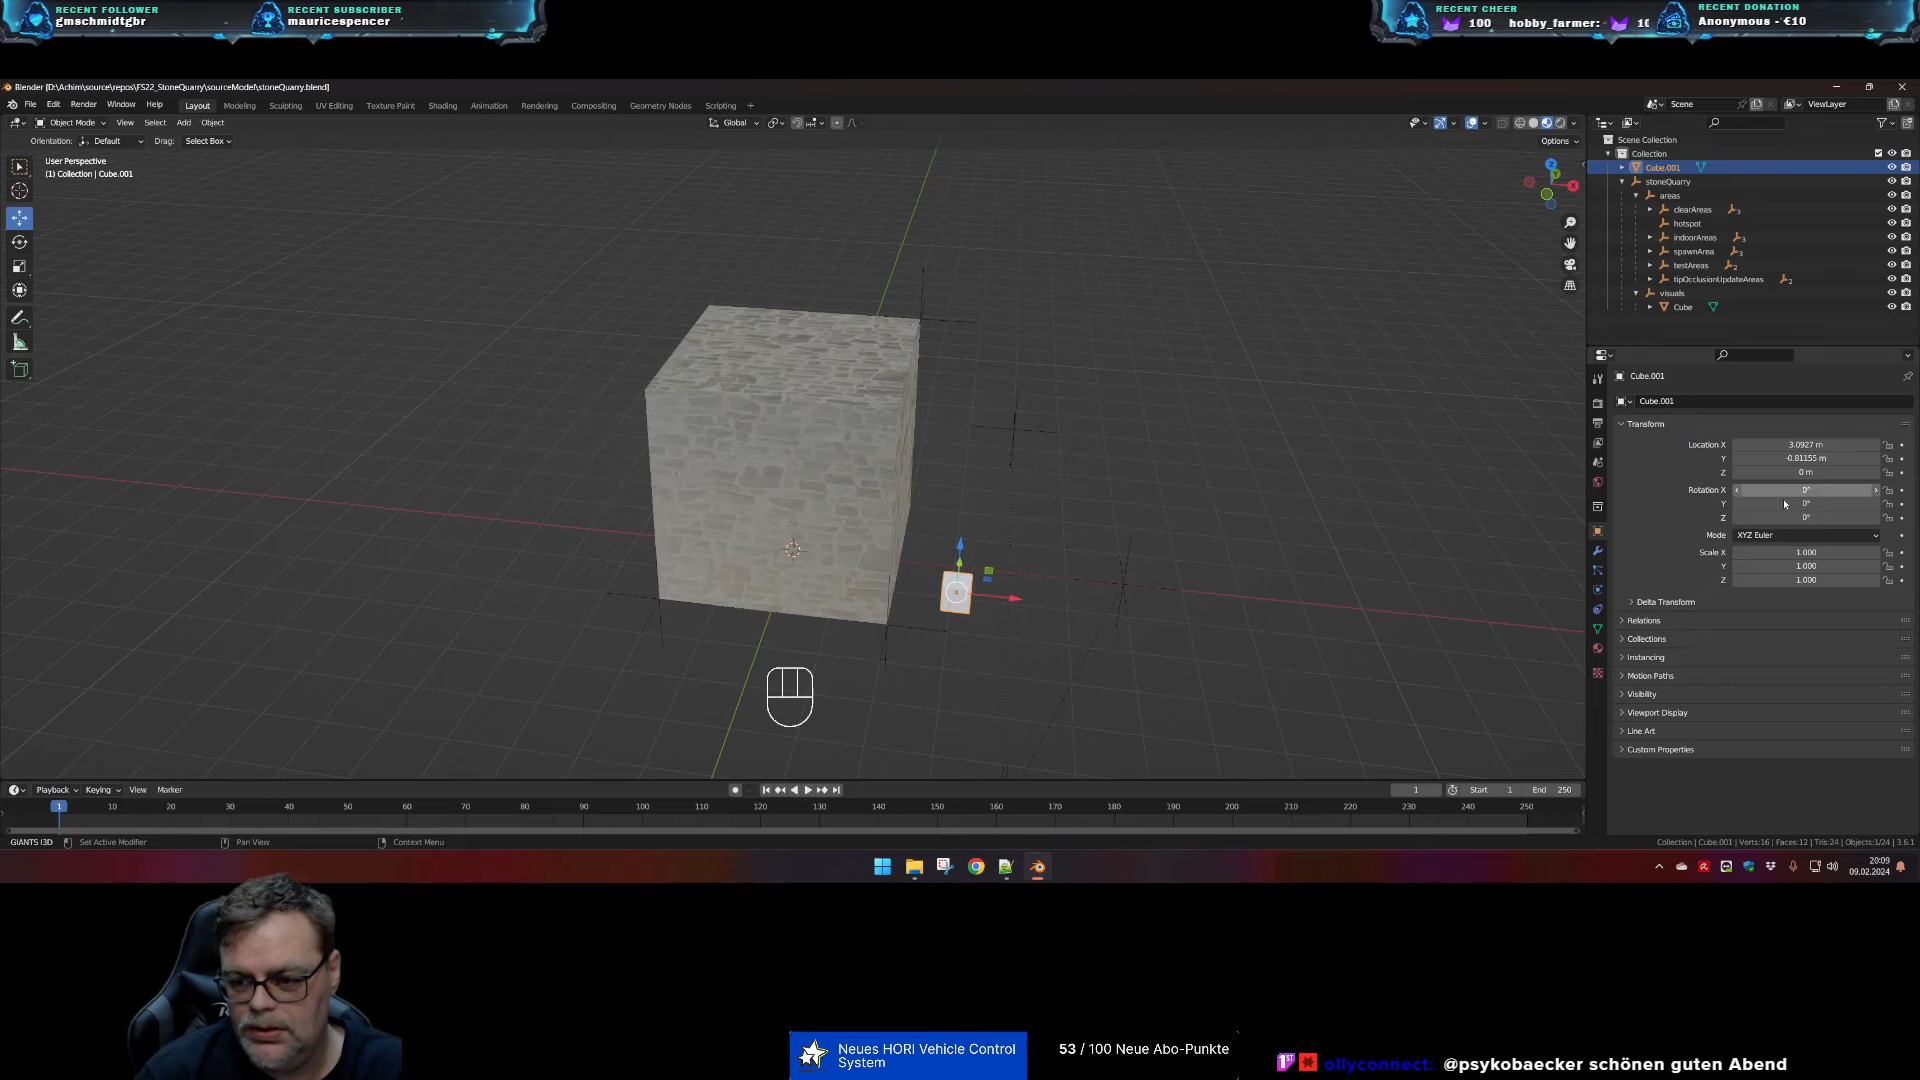 RECENT FOLLOWER
gmschmidtgbr
RECENT SUBSCRIBER
mauricespencer
RECENT CHEER
100 hobby_farmer: 10
RECENT DONATION
Anonymous - €10
Blender [D:\Achim\source\repos\FS22_StoneQuarry\sourceModel\stoneQuarry.blend]
File Edit Render Window Help Layout Modeling Sculpting UV Editing Texture Paint Shading Animation Rendering Compositing Geometry Nodes Scripting +
Scene ViewLayer
Object Mode View Select Add Object Global
Orientation: Default Drag: Select Box Options
User Perspective
(1) Collection | Cube.001
Z
Y
X
Scene Collection
Collection
Cube.001
stoneQuarry
areas
clearAreas 3
hotspot
indoorAreas 3
spawnArea 3
testAreas 2
tipOcclusionUpdateAreas 2
visuals
Cube
Cube.001
Cube.001
Transform
Location X 3.0927 m
Y -0.81155 m
Z 0 m
Rotation X 0°
Y 0°
Z 0°
Mode XYZ Euler
Scale X 1.000
Y 1.000
Z 1.000
Delta Transform
Relations
Collections
Instancing
Motion Paths
Visibility
Viewport Display
Line Art
Custom Properties
Playback Keying View Marker 1 Start 1 End 250
1 10 20 30 40 50 60 70 80 90 100 110 120 130 140 150 160 170 180 190 200 210 220 230 240 250
GIANTS I3D Set Active Modifier Pan View Context Menu
Collection | Cube.001 | Verts:16 | Faces:12 | Tris:24 | Objects:1/24 | 3.6.1
20:09
09.02.2024
Neues HORI Vehicle Control
System
53 / 100 Neue Abo-Punkte
1ST ollyconnect: @psykobaecker schönen guten Abend